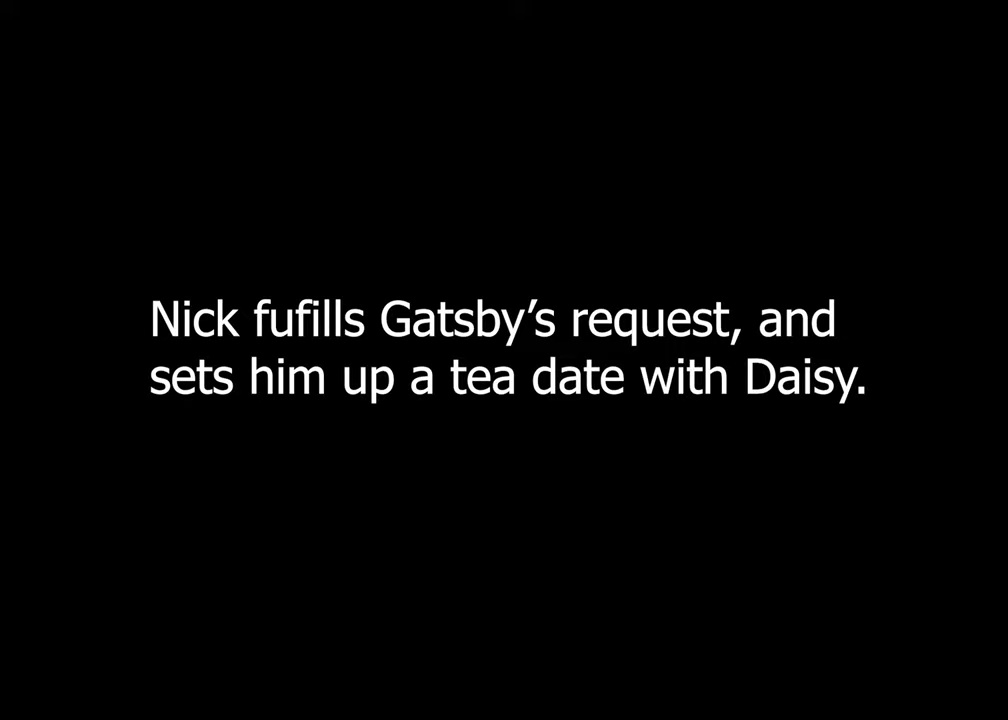 Nick fufills Gatsby’s request, and
sets him up a tea date with Daisy.